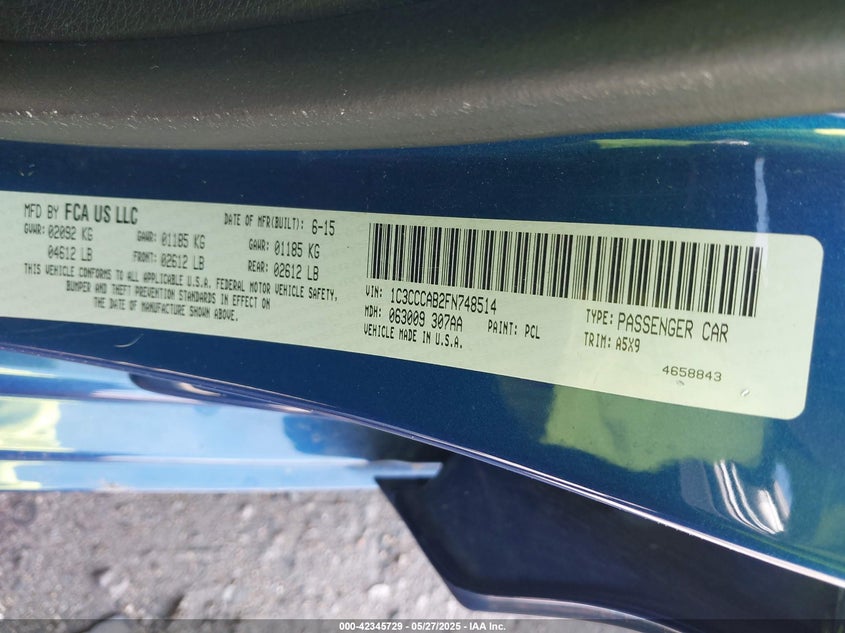 MFD BY FCA US LLC
DATE OF MFR(BUILT): 6-15
GVWR: 02092 KG
GAWR: 01185 KG
GAWR: 01185 KG
04612 LB
FRONT: 02612 LB
REAR: 02612 LB
THIS VEHICLE CONFORMS TO ALL APPLICABLE U.S.A. FEDERAL MOTOR VEHICLE SAFETY,
BUMPER AND THEFT PREVENTION STANDARDS IN EFFECT ON
THE DATE OF MANUFACTURE SHOWN ABOVE.
VIN: 1C3CCCAB2FN748514
MDH: 063009 307AA
PAINT: PCL
VEHICLE MADE IN U.S.A.
TYPE: PASSENGER CAR
TRIM: A5X9
4658843
000-42345729 - 05/27/2025 - IAA Inc.